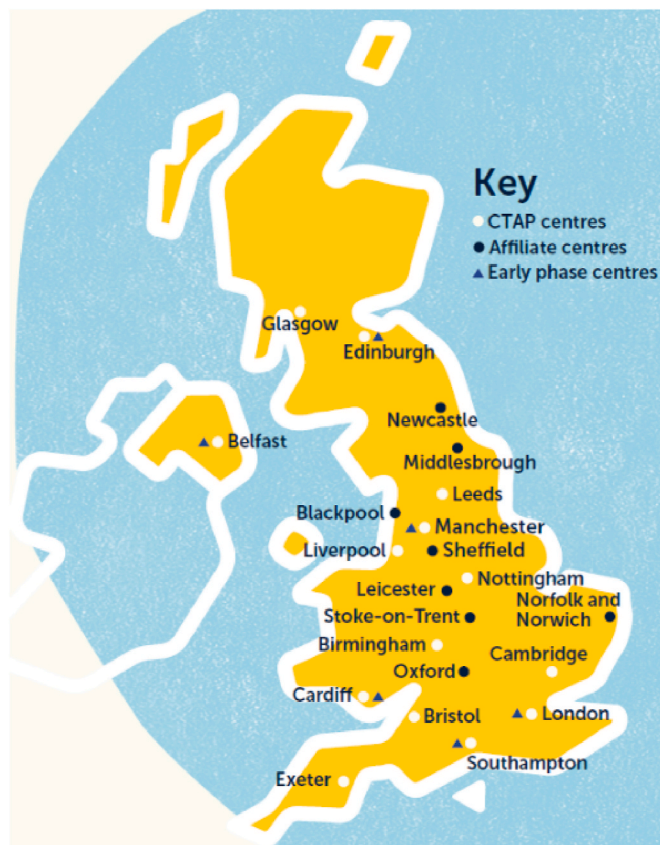 Key
CTAP centres
Affiliate centres
Early phase centres
Glasgow
Edinburgh
Newcastle
Middlesbrough
Belfast
Leeds
Blackpool
Manchester
Liverpool
Sheffield
Nottingham
Leicester
Norfolk and
Norwich
Stoke-on-Trent
Birmingham
Cambridge
Oxford
Cardiff
Bristol
London
Southampton
Exeter